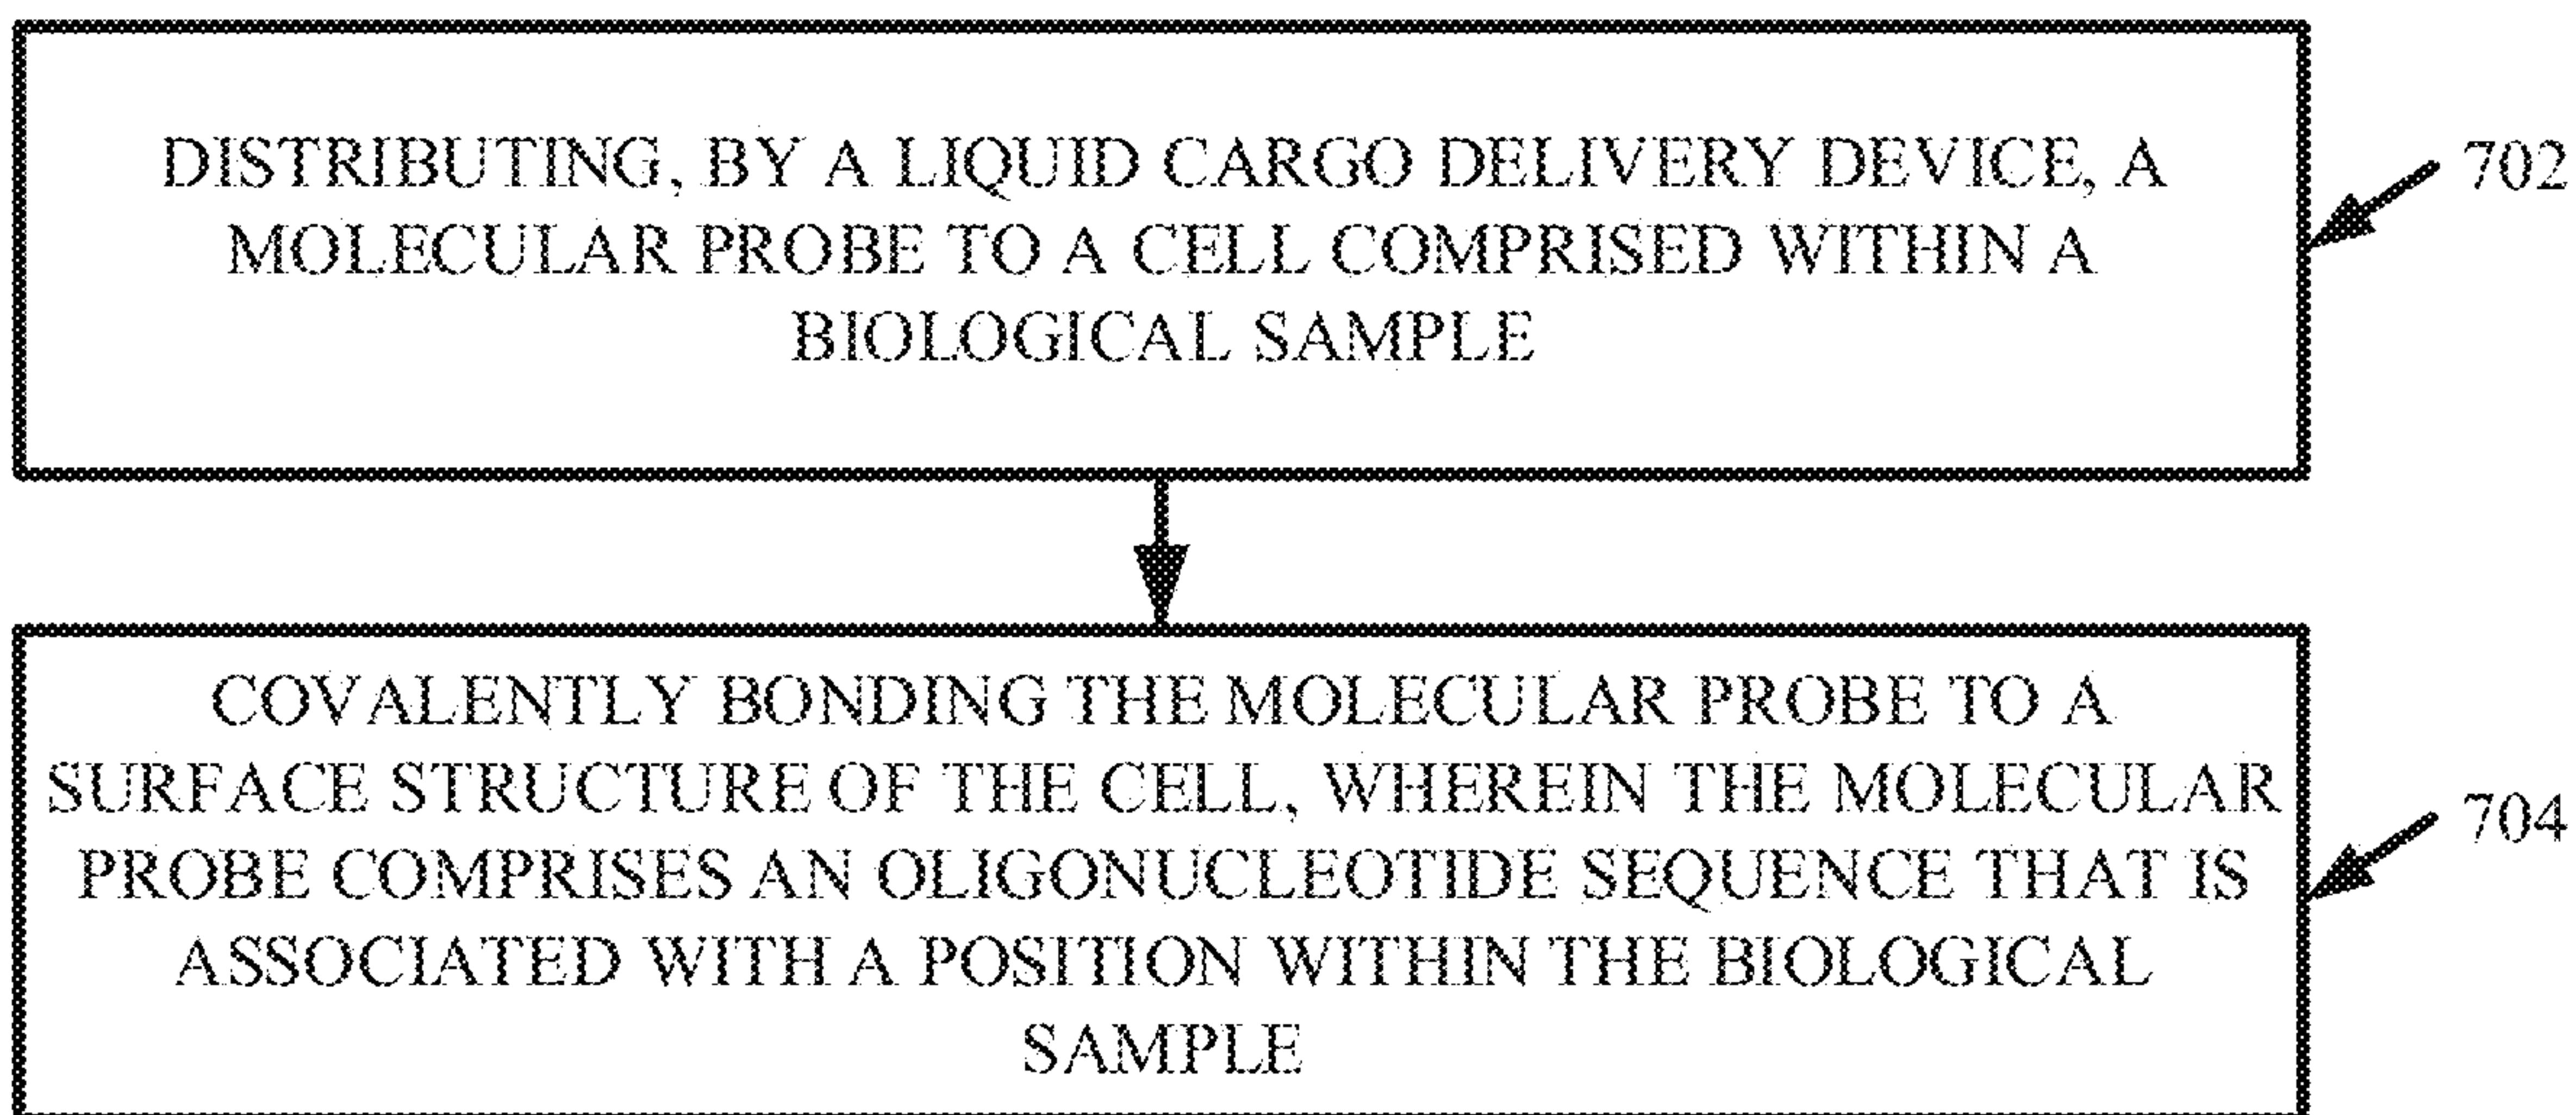 DISTRIBUTING, BY A LIQUID CARGO DELIVERY DEVICE, A
MOLECULAR PROBE TO A CELL COMPRISED WITHIN A
BIOLOGICAL SAMPLE
702
COVALENTLY BONDING THE MOLECULAR PROBE TO A
SURFACE STRUCTURE OF THE CELL, WHEREIN THE MOLECULAR
PROBE COMPRISES AN OLIGONUCLEOTIDE SEQUENCE THAT IS
ASSOCIATED WITH A POSITION WITHIN THE BIOLOGICAL
SAMPLE
704